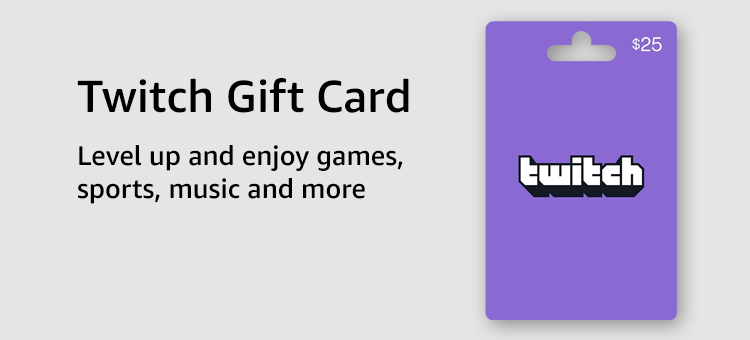 Twitch Gift Card
Level up and enjoy games,
sports, music and more
$25
twitch